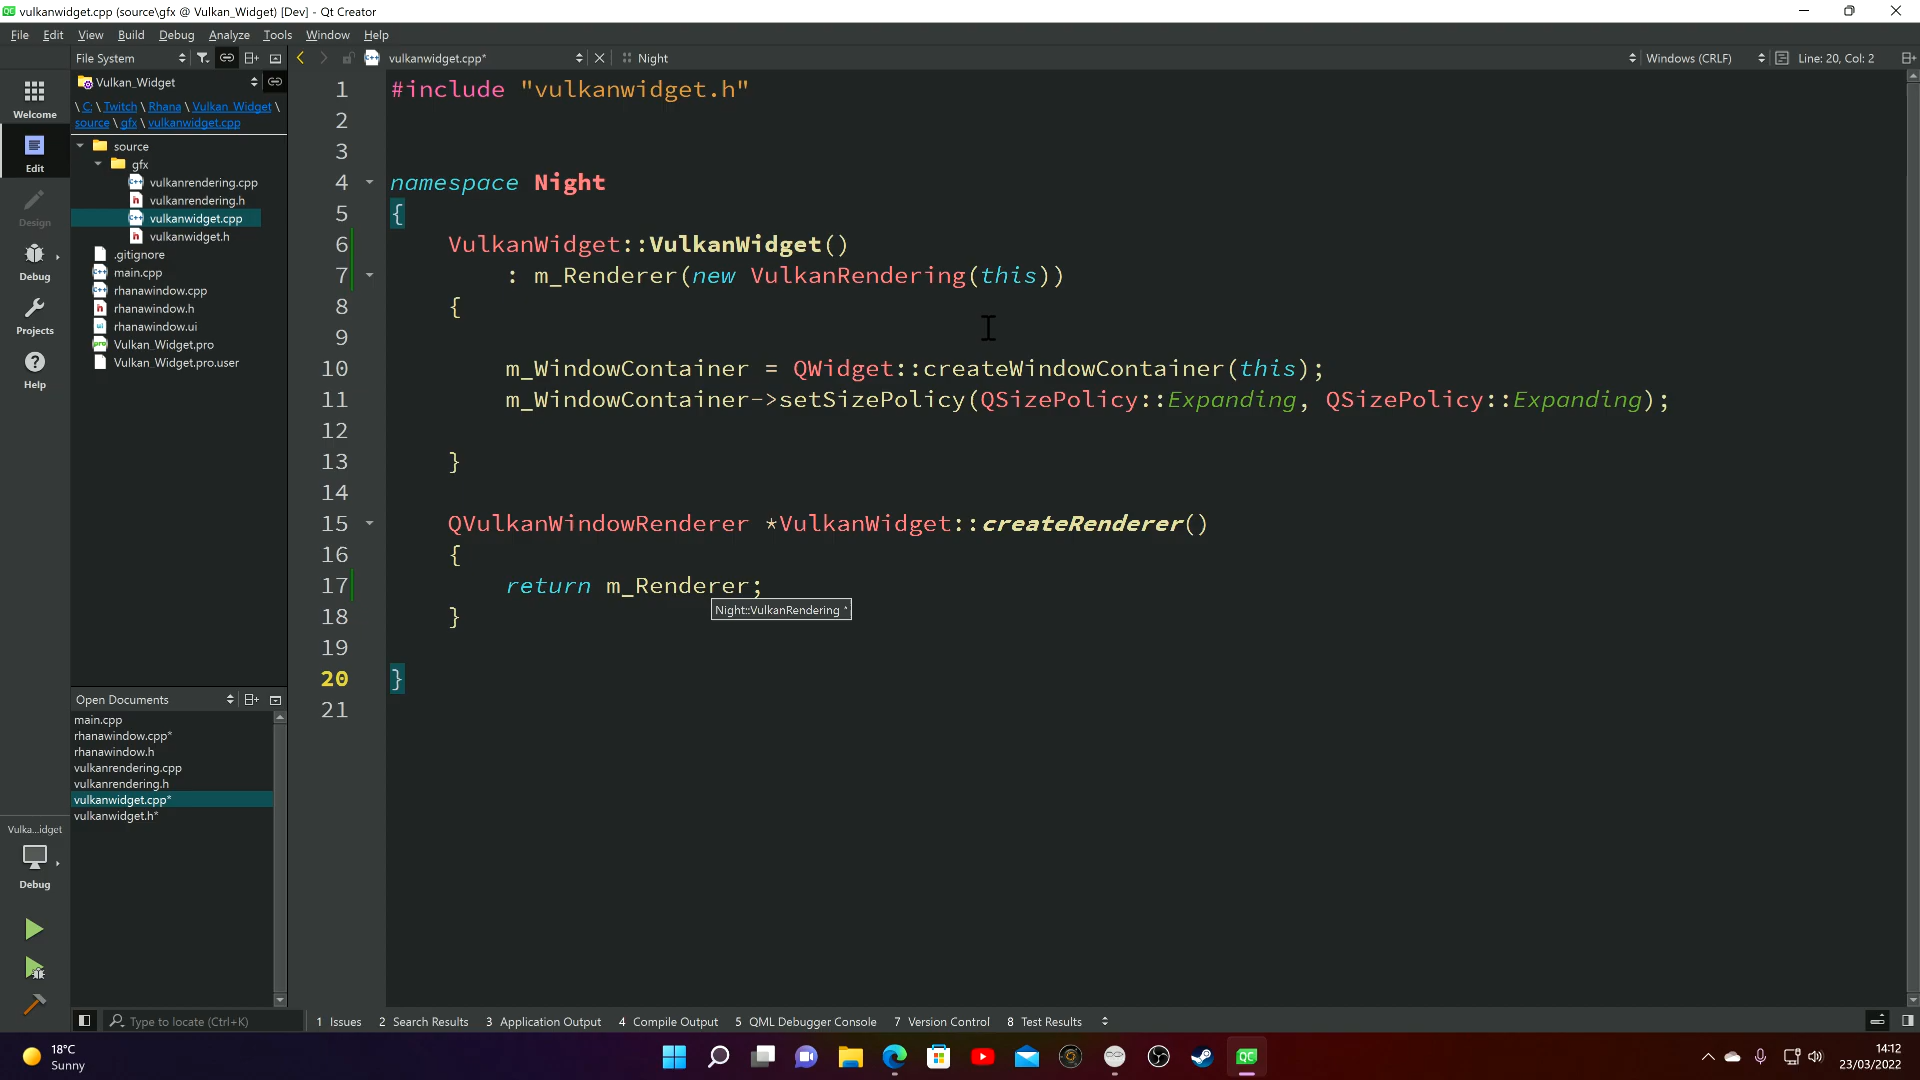 vulkanwidget.cpp (source\gfx @ Vulkan_Widget) [Dev] - Qt Creator
File Edit View Build Debug Analyze Tools Window Help
File System
vulkanwidget.cpp*
Night
Windows (CRLF)
Line: 20, Col: 2
Vulkan_Widget
\ C: \ Twitch \ Rhana \ Vulkan_Widget \
source \ gfx \ vulkanwidget.cpp
Welcome
Edit
Design
Debug
Projects
Help
source
gfx
vulkanrendering.cpp
vulkanrendering.h
vulkanwidget.cpp
vulkanwidget.h
.gitignore
main.cpp
rhanawindow.cpp
rhanawindow.h
rhanawindow.ui
Vulkan_Widget.pro
Vulkan_Widget.pro.user
Open Documents
main.cpp
rhanawindow.cpp*
rhanawindow.h
vulkanrendering.cpp
vulkanrendering.h
vulkanwidget.cpp*
vulkanwidget.h*
Vulka...idget
Debug
1 #include "vulkanwidget.h"
2
3
4 namespace Night
5 {
6 VulkanWidget::VulkanWidget()
7 : m_Renderer(new VulkanRendering(this))
8 {
9
10 m_WindowContainer = QWidget::createWindowContainer(this);
11 m_WindowContainer->setSizePolicy(QSizePolicy::Expanding, QSizePolicy::Expanding);
12
13 }
14
15 QVulkanWindowRenderer *VulkanWidget::createRenderer()
16 {
17 return m_Renderer;
Night::VulkanRendering *
18 }
19
20 }
21
Type to locate (Ctrl+K)
1 Issues 2 Search Results 3 Application Output 4 Compile Output 5 QML Debugger Console 7 Version Control 8 Test Results
18°C
Sunny
14:12
23/03/2022